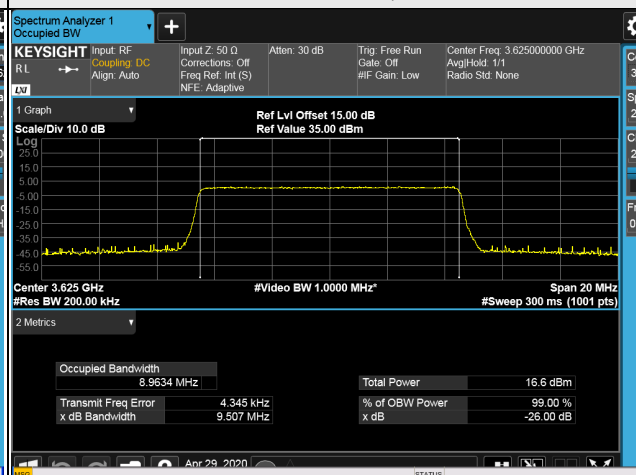 Spectrum Analyzer 1
Occupied BW
KEYSIGHT
R L
LXI
Input: RF
Coupling: DC
Align: Auto
Input Z: 50 Ω
Corrections: Off
Freq Ref: Int (S)
NFE: Adaptive
Atten: 30 dB
Trig: Free Run
Gate: Off
#IF Gain: Low
Center Freq: 3.625000000 GHz
Avg|Hold: 1/1
Radio Std: None
1 Graph
Scale/Div 10.0 dB
Ref Lvl Offset 15.00 dB
Ref Value 35.00 dBm
Log
25.0
15.0
5.00
-5.00
-15.0
-25.0
-35.0
-45.0
-55.0
Center 3.625 GHz
#Res BW 200.00 kHz
#Video BW 1.0000 MHz*
Span 20 MHz
#Sweep 300 ms (1001 pts)
2 Metrics
Occupied Bandwidth
8.9634 MHz
Transmit Freq Error 4.345 kHz
x dB Bandwidth 9.507 MHz
Total Power 16.6 dBm
% of OBW Power 99.00 %
x dB -26.00 dB
Apr 29, 2020
MSG
STATUS